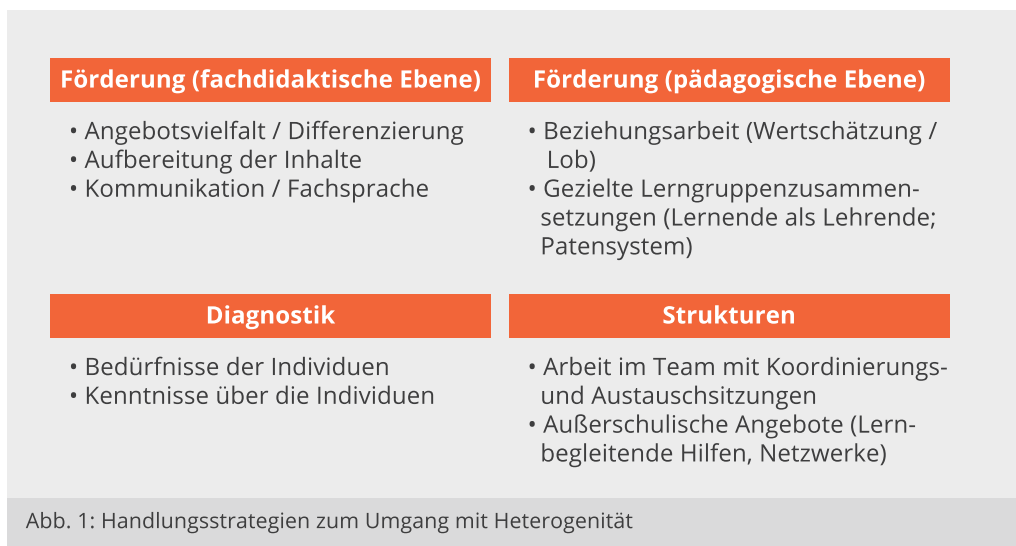 Förderung (fachdidaktische Ebene)
• Angebotsvielfalt / Differenzierung
• Aufbereitung der Inhalte
• Kommunikation / Fachsprache
Förderung (pädagogische Ebene)
• Beziehungsarbeit (Wertschätzung /
Lob)
• Gezielte Lerngruppenzusammen-
setzungen (Lernende als Lehrende;
Patensystem)
Diagnostik
• Bedürfnisse der Individuen
• Kenntnisse über die Individuen
Strukturen
• Arbeit im Team mit Koordinierungs-
und Austauschsitzungen
• Außerschulische Angebote (Lern-
begleitende Hilfen, Netzwerke)
Abb. 1: Handlungsstrategien zum Umgang mit Heterogenität